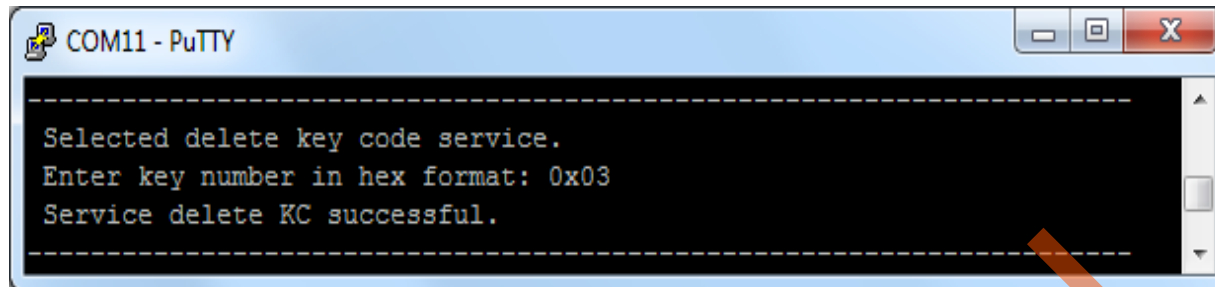 COM11 - PuTTY
Selected delete key code service.
Enter key number in hex format: 0x03
Service delete KC successful.